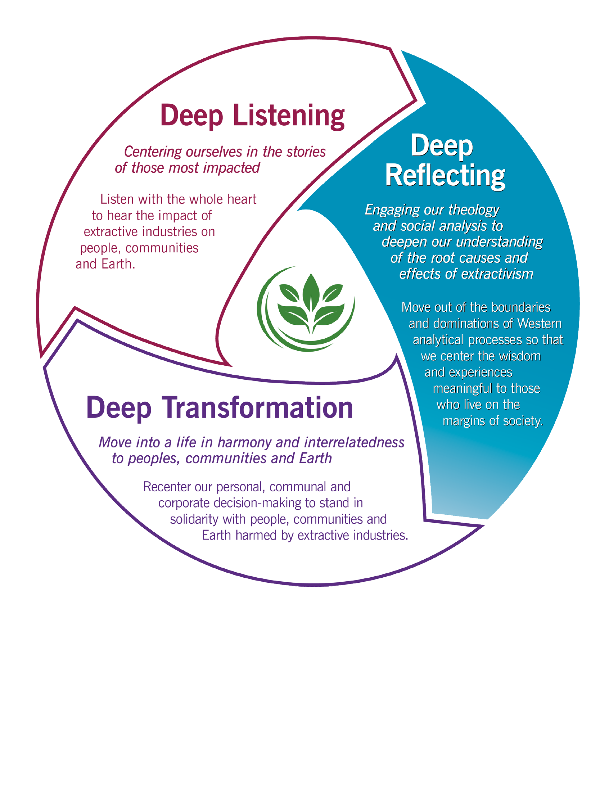 Deep Listening
Centering ourselves in the stories
of those most impacted
Listen with the whole heart
to hear the impact of
extractive industries on
people, communities
and Earth.
Deep
Reflecting
Engaging our theology
and social analysis to
deepen our understanding
of the root causes and
effects of extractivism
Move out of the boundaries
and dominations of Western
analytical processes so that
we center the wisdom
and experiences
meaningful to those
who live on the
margins of society.
Deep Transformation
Move into a life in harmony and interrelatedness
to peoples, communities and Earth
Recenter our personal, communal and
corporate decision-making to stand in
solidarity with people, communities and
Earth harmed by extractive industries.